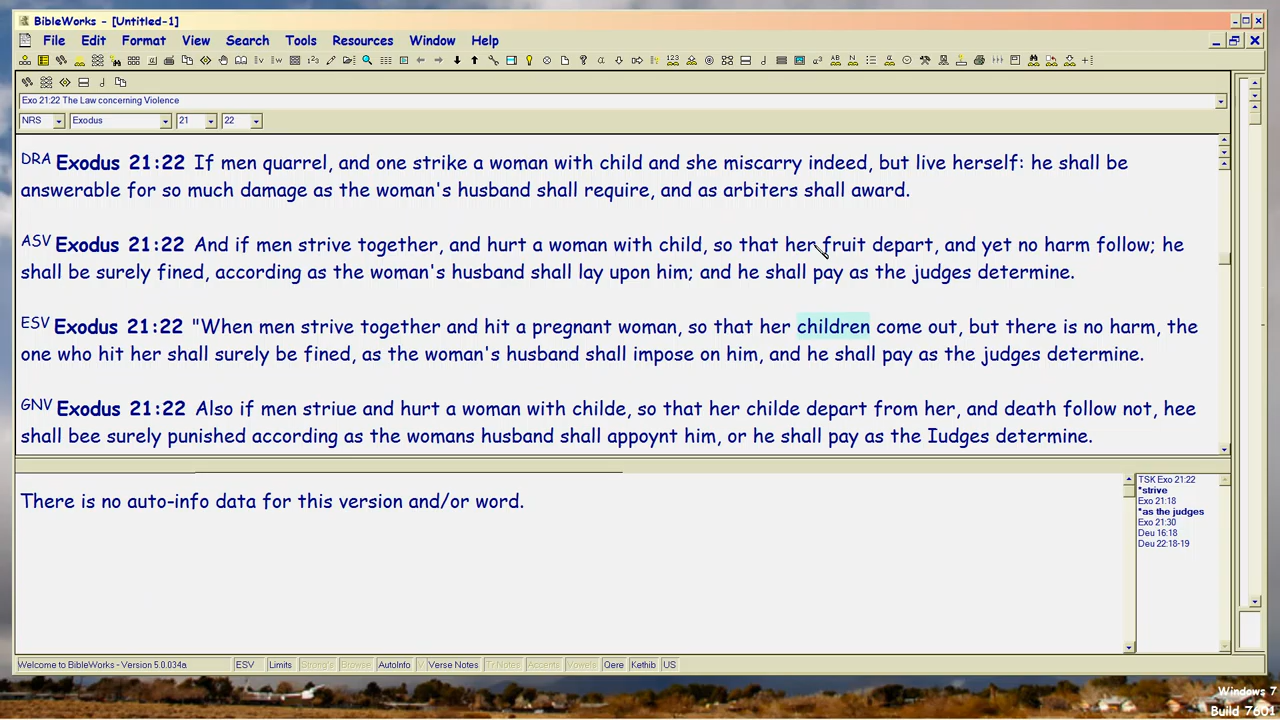 BibleWorks - [Untitled-1]
File Edit Format View Search Tools Resources Window Help
Exo 21:22 The Law concerning Violence
NRS Exodus 21 22
DRA Exodus 21:22 If men quarrel, and one strike a woman with child and she miscarry indeed, but live herself: he shall be
answerable for so much damage as the woman's husband shall require, and as arbiters shall award.
ASV Exodus 21:22 And if men strive together, and hurt a woman with child, so that her fruit depart, and yet no harm follow; he
shall be surely fined, according as the woman's husband shall lay upon him; and he shall pay as the judges determine.
ESV Exodus 21:22 "When men strive together and hit a pregnant woman, so that her children come out, but there is no harm, the
one who hit her shall surely be fined, as the woman's husband shall impose on him, and he shall pay as the judges determine.
GNV Exodus 21:22 Also if men striue and hurt a woman with childe, so that her childe depart from her, and death follow not, hee
shall bee surely punished according as the womans husband shall appoynt him, or he shall pay as the Iudges determine.
There is no auto-info data for this version and/or word.
TSK Exo 21:22
*strive
Exo 21:18
*as the judges
Exo 21:30
Deu 16:18
Deu 22:18-19
Welcome to BibleWorks - Version 5.0.034a ESV Limits Strong's Browse AutoInfo V Verse Notes Tr.Notes Accents Vowels Qere Kethib US
Windows 7
Build 7601